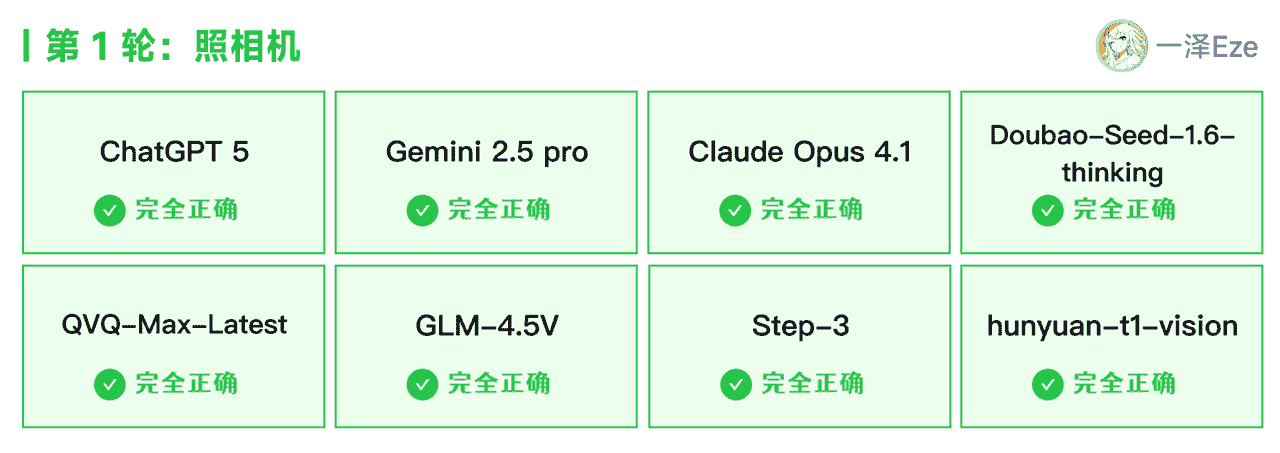 第 1 轮：照相机
一泽Eze
ChatGPT 5
完全正确
Gemini 2.5 pro
完全正确
Claude Opus 4.1
完全正确
Doubao-Seed-1.6-
thinking
完全正确
QVQ-Max-Latest
完全正确
GLM-4.5V
完全正确
Step-3
完全正确
hunyuan-t1-vision
完全正确